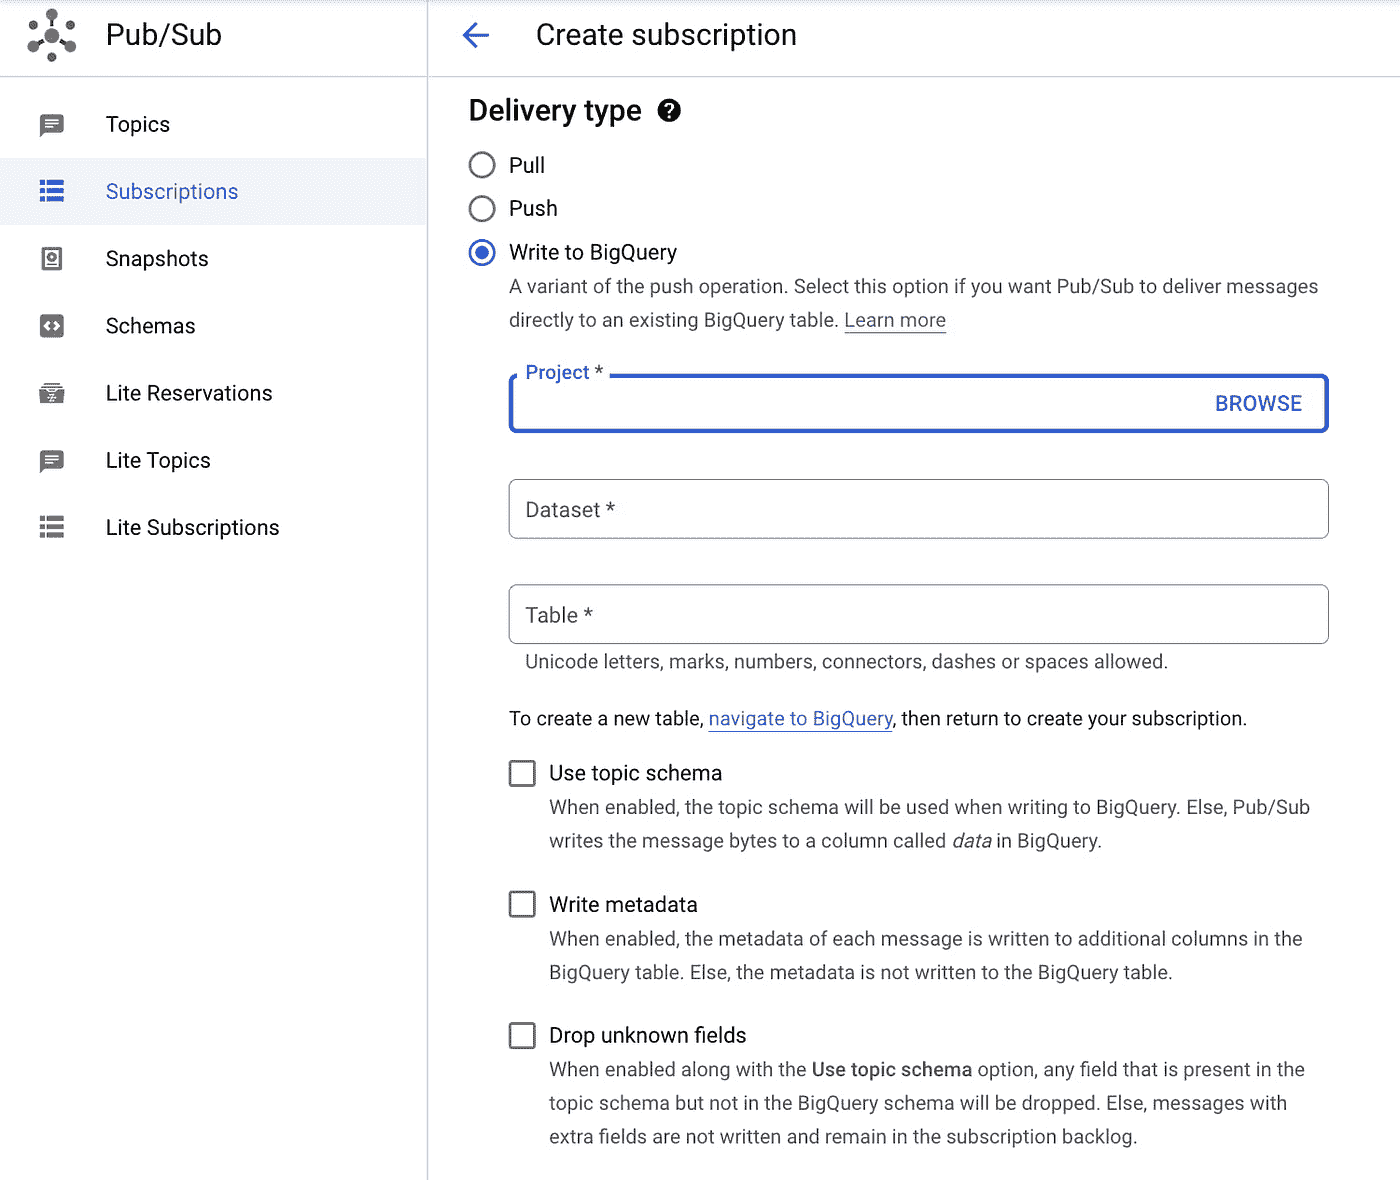 Pub/Sub
Topics
Subscriptions
Snapshots
Schemas
Lite Reservations
Lite Topics
Lite Subscriptions
Create subscription
Delivery type ?
Pull
Push
Write to BigQuery
A variant of the push operation. Select this option if you want Pub/Sub to deliver messages
directly to an existing BigQuery table. Learn more
Project *
BROWSE
Dataset *
Table *
Unicode letters, marks, numbers, connectors, dashes or spaces allowed.
To create a new table, navigate to BigQuery, then return to create your subscription.
Use topic schema
When enabled, the topic schema will be used when writing to BigQuery. Else, Pub/Sub
writes the message bytes to a column called data in BigQuery.
Write metadata
When enabled, the metadata of each message is written to additional columns in the
BigQuery table. Else, the metadata is not written to the BigQuery table.
Drop unknown fields
When enabled along with the Use topic schema option, any field that is present in the
topic schema but not in the BigQuery schema will be dropped. Else, messages with
extra fields are not written and remain in the subscription backlog.